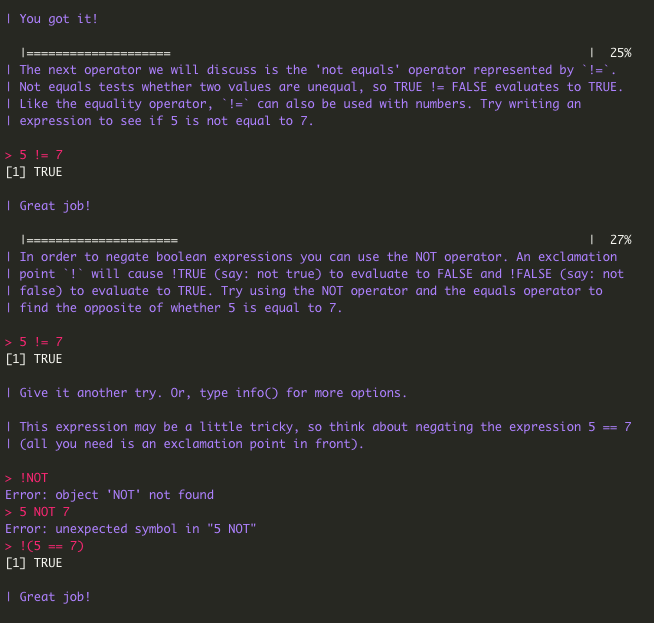 | You got it!
|==================== | 25%
| The next operator we will discuss is the 'not equals' operator represented by `!=`.
| Not equals tests whether two values are unequal, so TRUE != FALSE evaluates to TRUE.
| Like the equality operator, `!=` can also be used with numbers. Try writing an
| expression to see if 5 is not equal to 7.
> 5 != 7
[1] TRUE
| Great job!
|===================== | 27%
| In order to negate boolean expressions you can use the NOT operator. An exclamation
| point `!` will cause !TRUE (say: not true) to evaluate to FALSE and !FALSE (say: not
| false) to evaluate to TRUE. Try using the NOT operator and the equals operator to
| find the opposite of whether 5 is equal to 7.
> 5 != 7
[1] TRUE
| Give it another try. Or, type info() for more options.
| This expression may be a little tricky, so think about negating the expression 5 == 7
| (all you need is an exclamation point in front).
> !NOT
Error: object 'NOT' not found
> 5 NOT 7
Error: unexpected symbol in "5 NOT"
> !(5 == 7)
[1] TRUE
| Great job!